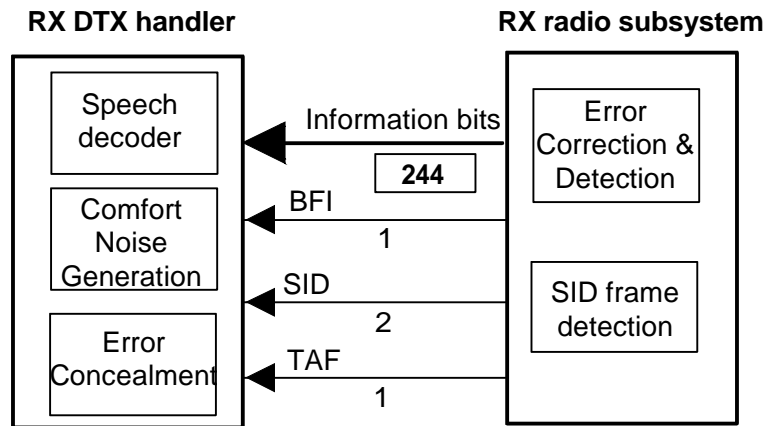 RX DTX handler
RX radio subsystem
Speech
decoder
Comfort
Noise
Generation
Error
Concealment
Information bits
244
BFI
1
SID
2
TAF
1
Error
Correction &
Detection
SID frame
detection